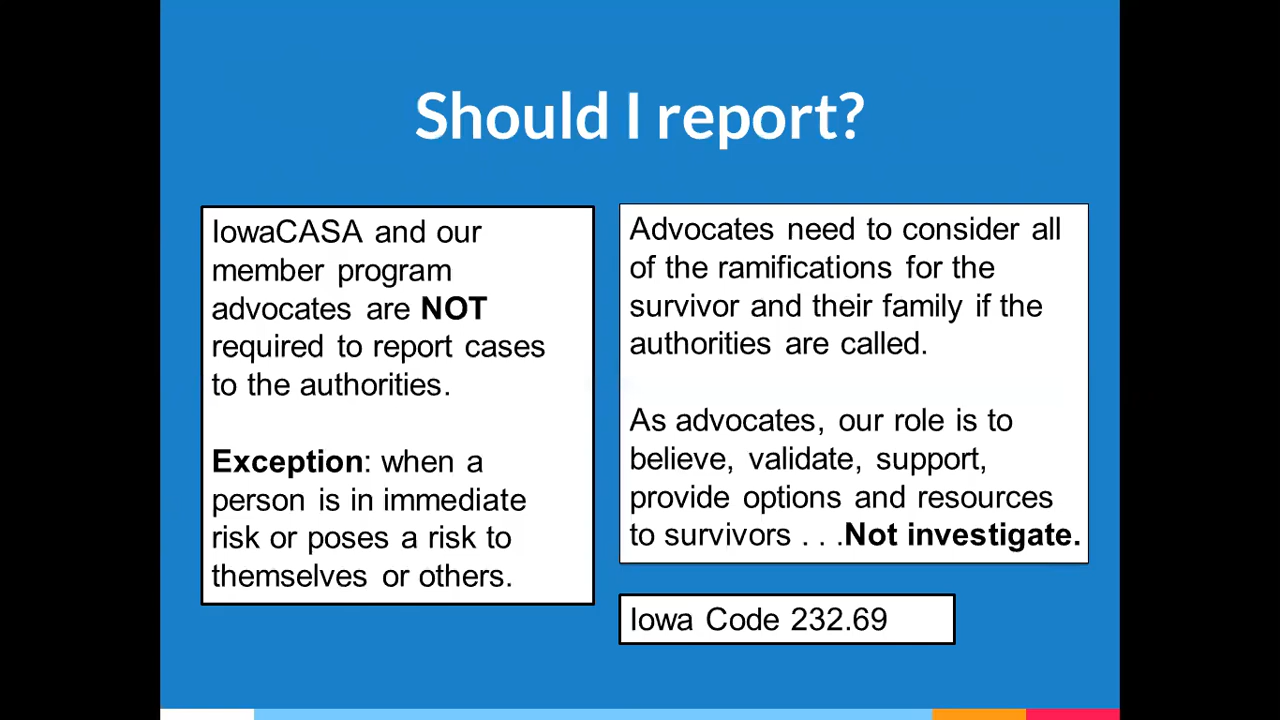 Should I report?
IowaCASA and our
member program
advocates are NOT
required to report cases
to the authorities.
Exception: when a
person is in immediate
risk or poses a risk to
themselves or others.
Advocates need to consider all
of the ramifications for the
survivor and their family if the
authorities are called.
As advocates, our role is to
believe, validate, support,
provide options and resources
to survivors . . .Not investigate.
Iowa Code 232.69